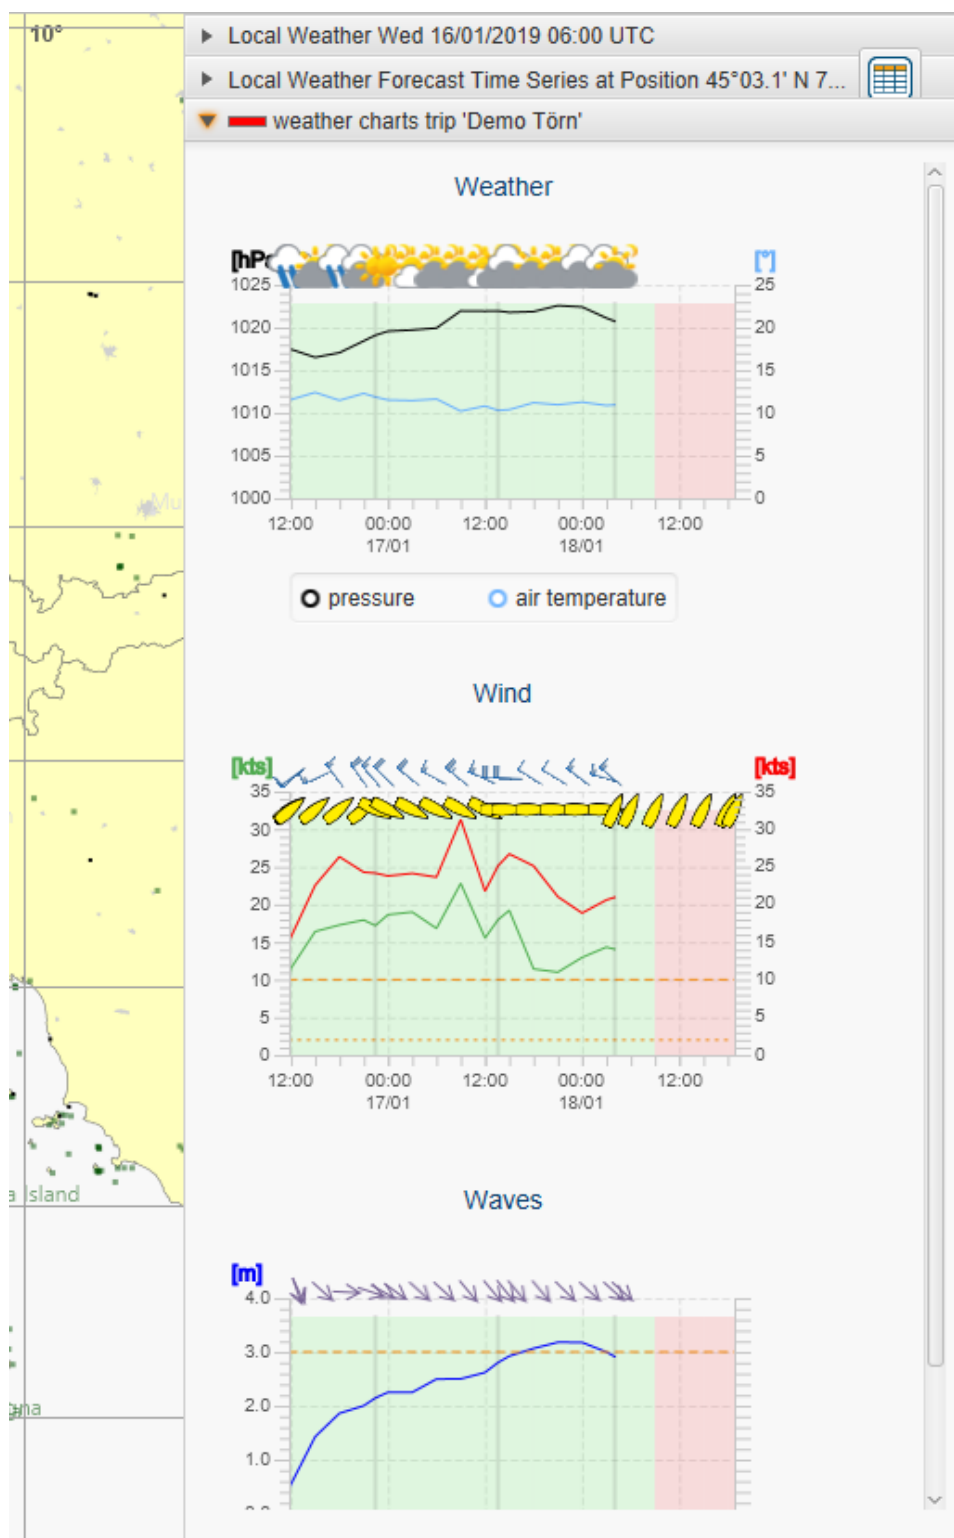 10°
Local Weather Wed 16/01/2019 06:00 UTC
Local Weather Forecast Time Series at Position 45°03.1' N 7...
weather charts trip 'Demo Törn'
Weather
[hPa [°]
1025 25
1020 20
1015 15
1010 10
1005 5
1000 0
12:00 00:00 12:00 00:00 12:00
17/01 18/01
Mu
pressure air temperature
Wind
[kts] [kts]
35 35
30 30
25 25
20 20
15 15
10 10
5 5
0 0
12:00 00:00 12:00 00:00 12:00
17/01 18/01
a Island
Waves
[m]
4.0
3.0
2.0
gna
1.0
0.0